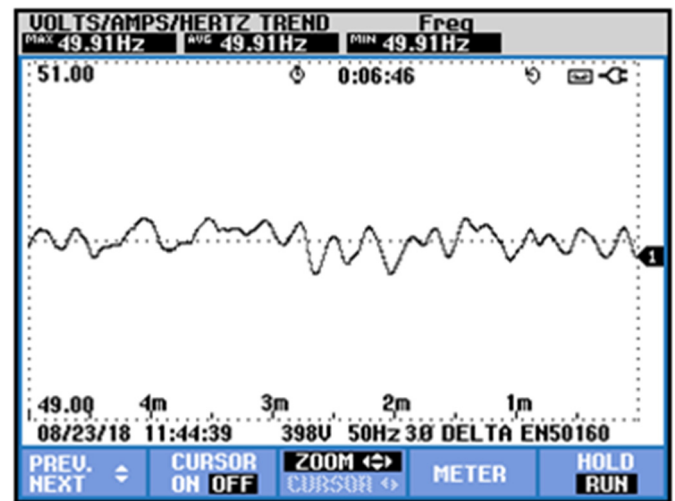 VOLTS/AMPS/HERTZ TREND Freq
MAX 49.91Hz AVG 49.91Hz MIN 49.91Hz
51.00 0:06:46
1
49.00 4m 3m 2m 1m
08/23/18 11:44:39 398V 50Hz 3Ø DELTA EN50160
PREV. NEXT CURSOR ON OFF ZOOM CURSOR METER HOLD RUN